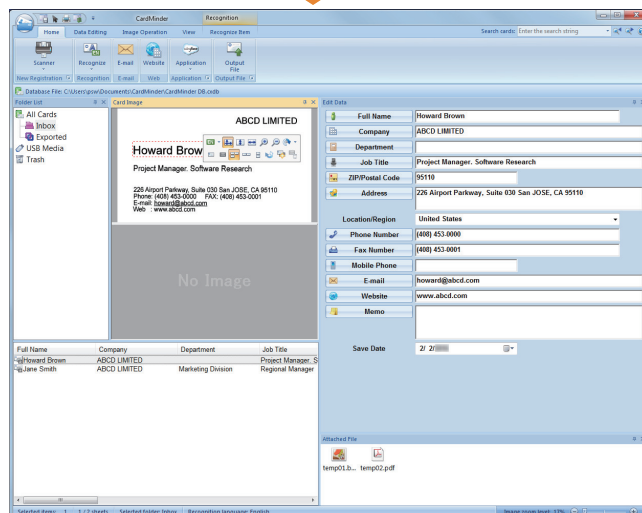 CardMinder
Recognition
Home
Data Editing
Image Operation
View
Recognize Item
Search cards:
Enter the search string
Scanner
Recognize
E-mail
Website
Application
Output
File
New Registration
Recognition
E-mail
Web
Application
Output File
Database File: C:\Users\psw\Documents\CardMinder\CardMinder DB.cxdb
Folder List
All Cards
Inbox
Exported
USB Media
Trash
Card Image
ABCD LIMITED
Howard Brow
Project Manager. Software Research
226 Airport Parkway, Suite 030 San JOSE, CA 95110
Phone: (408) 453-0000 FAX: (408) 453-0001
E-mail: howard@abcd.com
Web : www.abcd.com
No Image
Edit Data
Full Name Howard Brown
Company ABCD LIMITED
Department
Job Title Project Manager. Software Research
ZIP/Postal Code 95110
Address 226 Airport Parkway, Suite 030 San JOSE, CA 95110
Location/Region United States
Phone Number (408) 453-0000
Fax Number (408) 453-0001
Mobile Phone
E-mail howard@abcd.com
Website www.abcd.com
Memo
Save Date 2/ 2/
Full Name Company Department Job Title
Howard Brown ABCD LIMITED Project Manager. S
Jane Smith ABCD LIMITED Marketing Division Regional Manager
Attached File
temp01.b... temp02.pdf
Selected items: 1 1 / 2 sheets Selected folder: Inbox Recognition language: English
Image zoom level: 17%